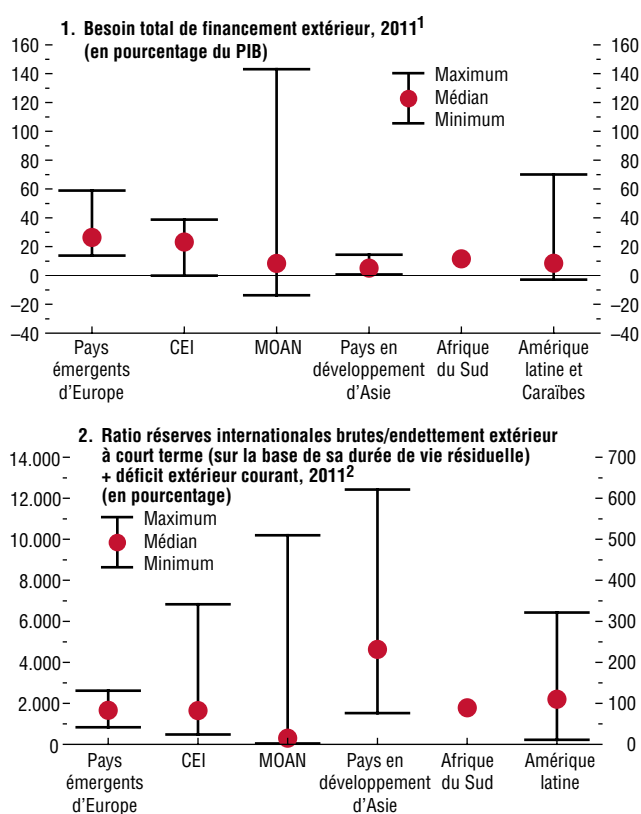 1. Besoin total de financement extérieur, 2011¹
(en pourcentage du PIB)
160
140
120
100
80
60
40
20
0
–20
–40
Maximum
Médian
Minimum
160
140
120
100
80
60
40
20
0
–20
–40
Pays émergents d’Europe
CEI
MOAN
Pays en développement d’Asie
Afrique du Sud
Amérique latine et Caraïbes
2. Ratio réserves internationales brutes/endettement extérieur
à court terme (sur la base de sa durée de vie résiduelle)
+ déficit extérieur courant, 2011²
(en pourcentage)
14.000
12.000
10.000
8.000
6.000
4.000
2.000
0
Maximum
Médian
Minimum
700
600
500
400
300
200
100
0
Pays émergents d’Europe
CEI
MOAN
Pays en développement d’Asie
Afrique du Sud
Amérique latine